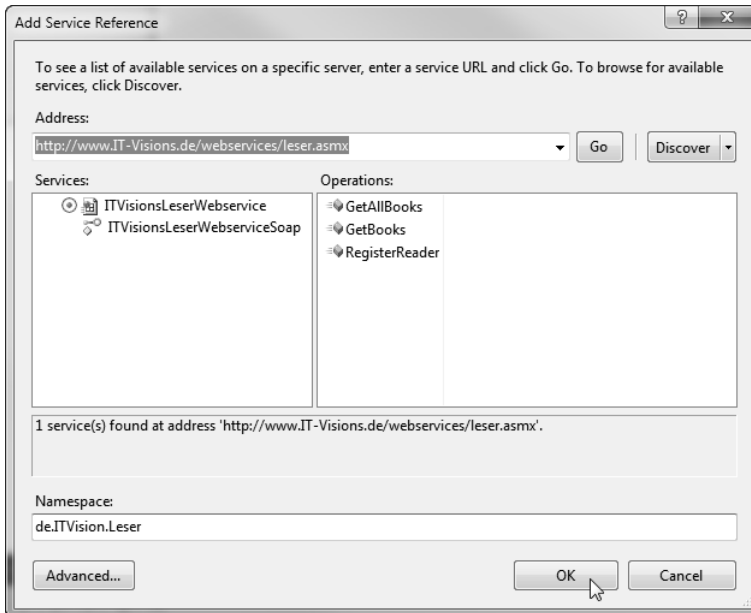 Add Service Reference
To see a list of available services on a specific server, enter a service URL and click Go. To browse for available
services, click Discover.
Address:
http://www.IT-Visions.de/webservices/leser.asmx
Go
Discover
Services:
Operations:
ITVisionsLeserWebservice
ITVisionsLeserWebserviceSoap
GetAllBooks
GetBooks
RegisterReader
1 service(s) found at address 'http://www.IT-Visions.de/webservices/leser.asmx'.
Namespace:
de.ITVision.Leser
Advanced...
OK
Cancel